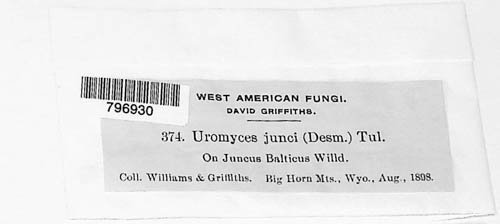 796930
WEST AMERICAN FUNGI.
DAVID GRIFFITHS.
374. Uromyces junci (Desm.) Tul.
On Juncus Balticus Willd.
Coll. Williams & Griffiths. Big Horn Mts., Wyo., Aug., 1898.